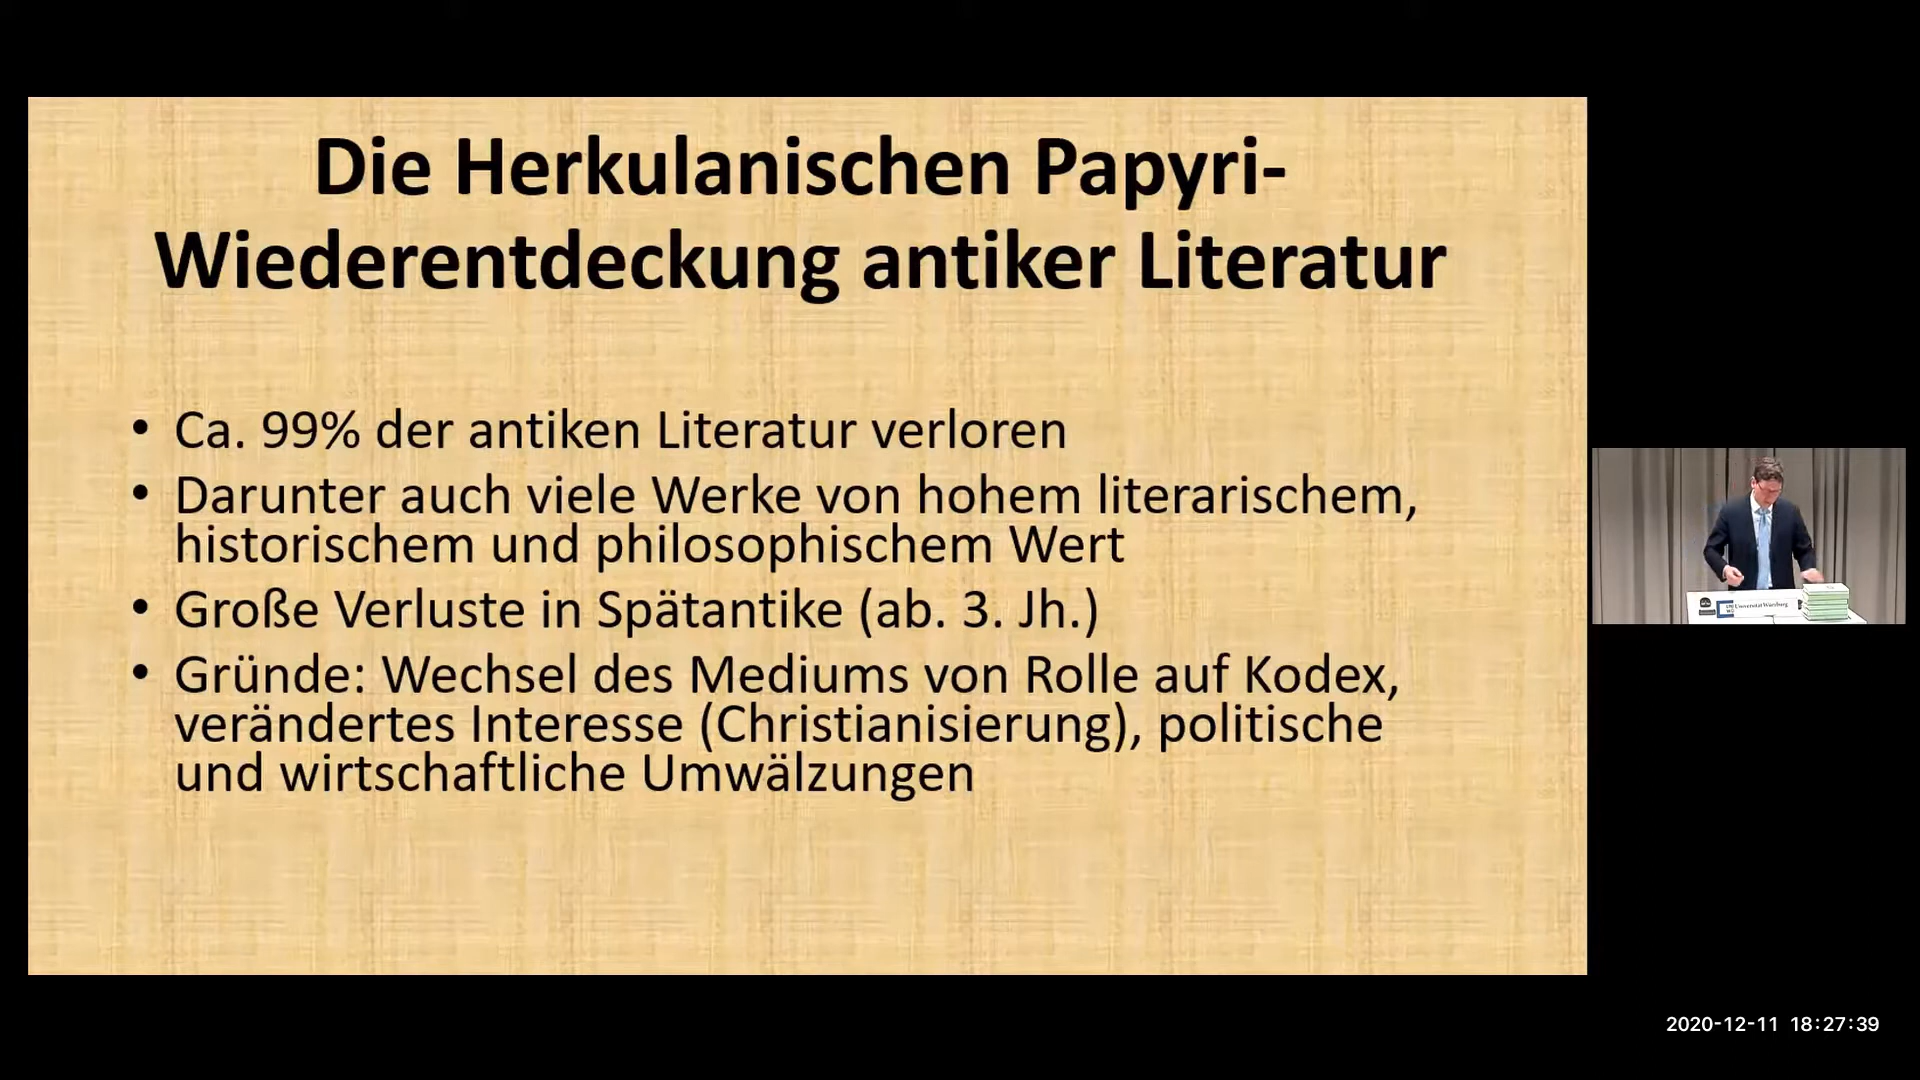 Die Herkulanischen Papyri-
Wiederentdeckung antiker Literatur
• Ca. 99% der antiken Literatur verloren
• Darunter auch viele Werke von hohem literarischem,
historischem und philosophischem Wert
• Große Verluste in Spätantike (ab. 3. Jh.)
• Gründe: Wechsel des Mediums von Rolle auf Kodex,
verändertes Interesse (Christianisierung), politische
und wirtschaftliche Umwälzungen
Universität Würzburg
2020-12-11 18:27:39